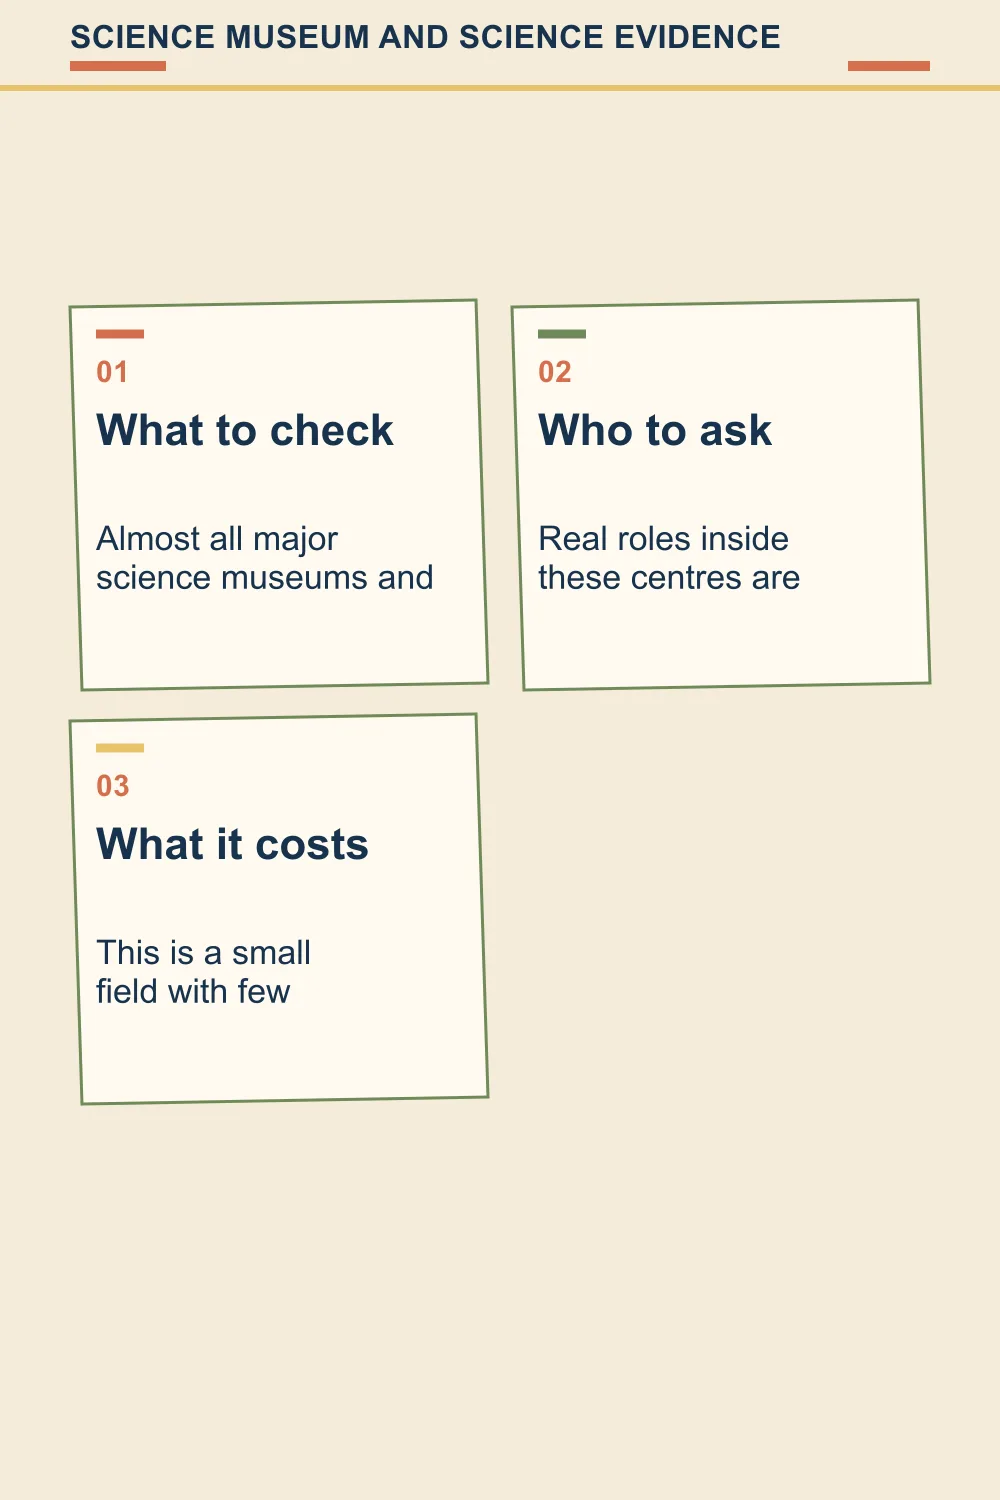 SCIENCE MUSEUM AND SCIENCE EVIDENCE
01
What to check
Almost all major
science museums and
02
Who to ask
Real roles inside
these centres are
03
What it costs
This is a small
field with few